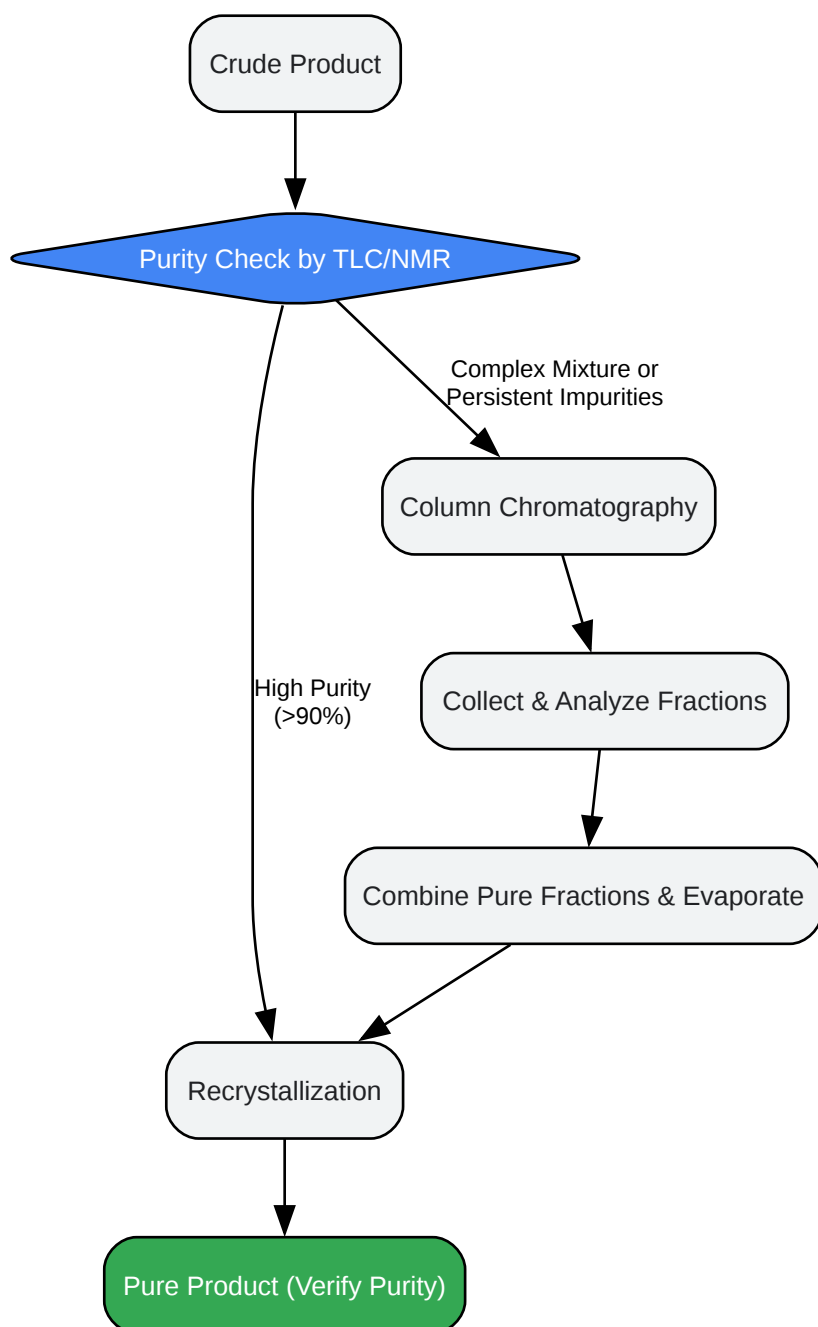 Crude Product
Purity Check by TLC/NMR
Complex Mixture or
Persistent Impurities
Column Chromatography
Collect & Analyze Fractions
High Purity
(>90%)
Combine Pure Fractions & Evaporate
Recrystallization
Pure Product (Verify Purity)